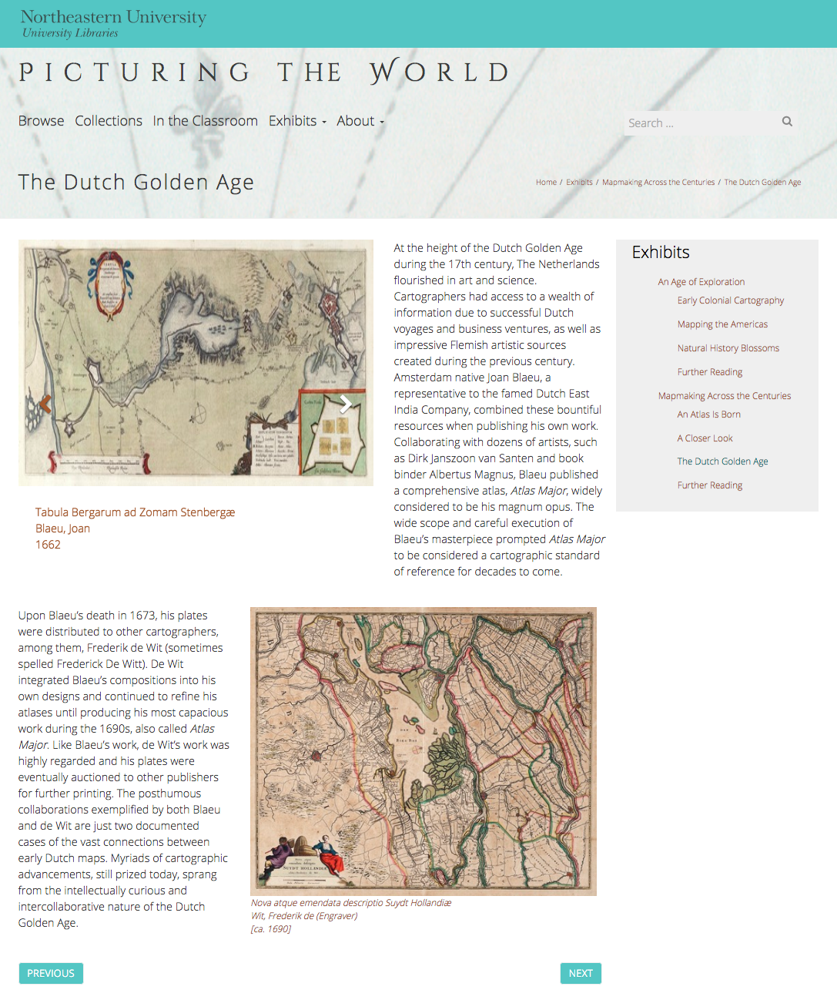 Northeastern University
University Libraries
PICTURING THE WORLD
Browse Collections In the Classroom Exhibits About
Search ...
The Dutch Golden Age
Home / Exhibits / Mapmaking Across the Centuries / The Dutch Golden Age
At the height of the Dutch Golden Age
during the 17th century, The Netherlands
flourished in art and science.
Cartographers had access to a wealth of
information due to successful Dutch
voyages and business ventures, as well as
impressive Flemish artistic sources
created during the previous century.
Amsterdam native Joan Blaeu, a
representative to the famed Dutch East
India Company, combined these bountiful
resources when publishing his own work.
Collaborating with dozens of artists, such
as Dirk Janszoon van Santen and book
binder Albertus Magnus, Blaeu published
a comprehensive atlas, Atlas Major, widely
considered to be his magnum opus. The
wide scope and careful execution of
Blaeu's masterpiece prompted Atlas Major
to be considered a cartographic standard
of reference for decades to come.
Tabula Bergarum ad Zomam Stenbergæ
Blaeu, Joan
1662
Exhibits
An Age of Exploration
Early Colonial Cartography
Mapping the Americas
Natural History Blossoms
Further Reading
Mapmaking Across the Centuries
An Atlas Is Born
A Closer Look
The Dutch Golden Age
Further Reading
Upon Blaeu's death in 1673, his plates
were distributed to other cartographers,
among them, Frederik de Wit (sometimes
spelled Frederick De Witt). De Wit
integrated Blaeu's compositions into his
own designs and continued to refine his
atlases until producing his most capacious
work during the 1690s, also called Atlas
Major. Like Blaeu's work, de Wit's work was
highly regarded and his plates were
eventually auctioned to other publishers
for further printing. The posthumous
collaborations exemplified by both Blaeu
and de Wit are just two documented
cases of the vast connections between
early Dutch maps. Myriads of cartographic
advancements, still prized today, sprang
from the intellectually curious and
intercollaborative nature of the Dutch
Golden Age.
SUYDT HOLLANDIÆ
Nova atque emendata descriptio Suydt Hollandiæ
Wit, Frederik de (Engraver)
[ca. 1690]
PREVIOUS
NEXT